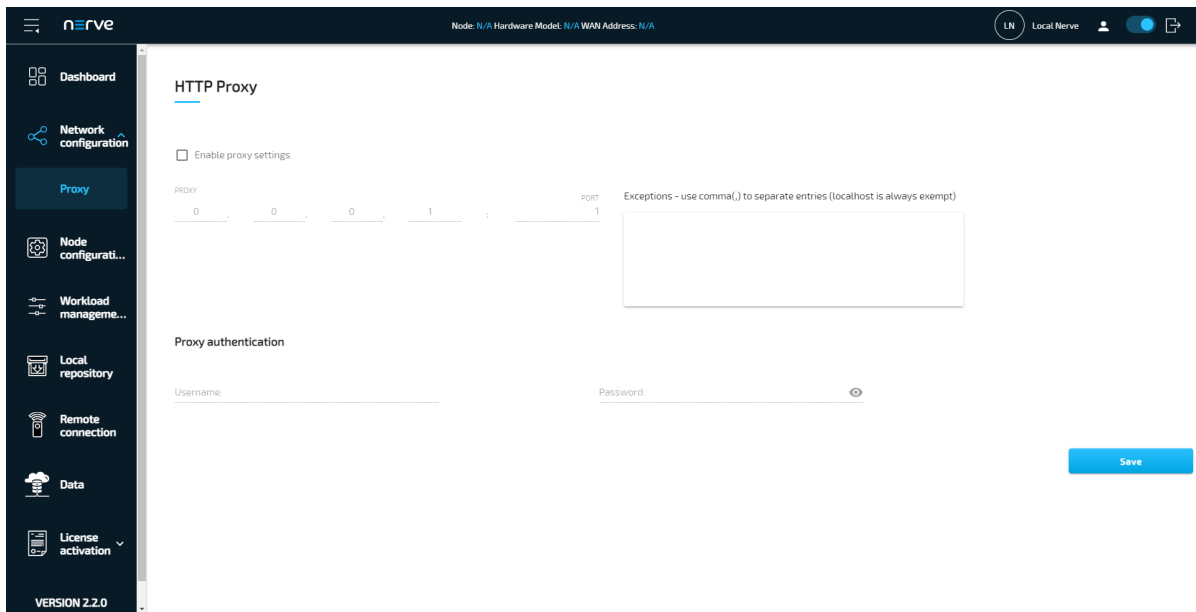 nerve
Node: N/A Hardware Model: N/A WAN Address: N/A
LN
Local Nerve
Dashboard
Network
configuration
Proxy
Node
configurati...
Workload
manageme...
Local
repository
Remote
connection
Data
License
activation
VERSION 2.2.0
HTTP Proxy
Enable proxy settings
PROXY
PORT
0 . 0 . 0 . 1 : 1
Exceptions - use comma(,) to separate entries (localhost is always exempt)
Proxy authentication
Username:
Password:
Save